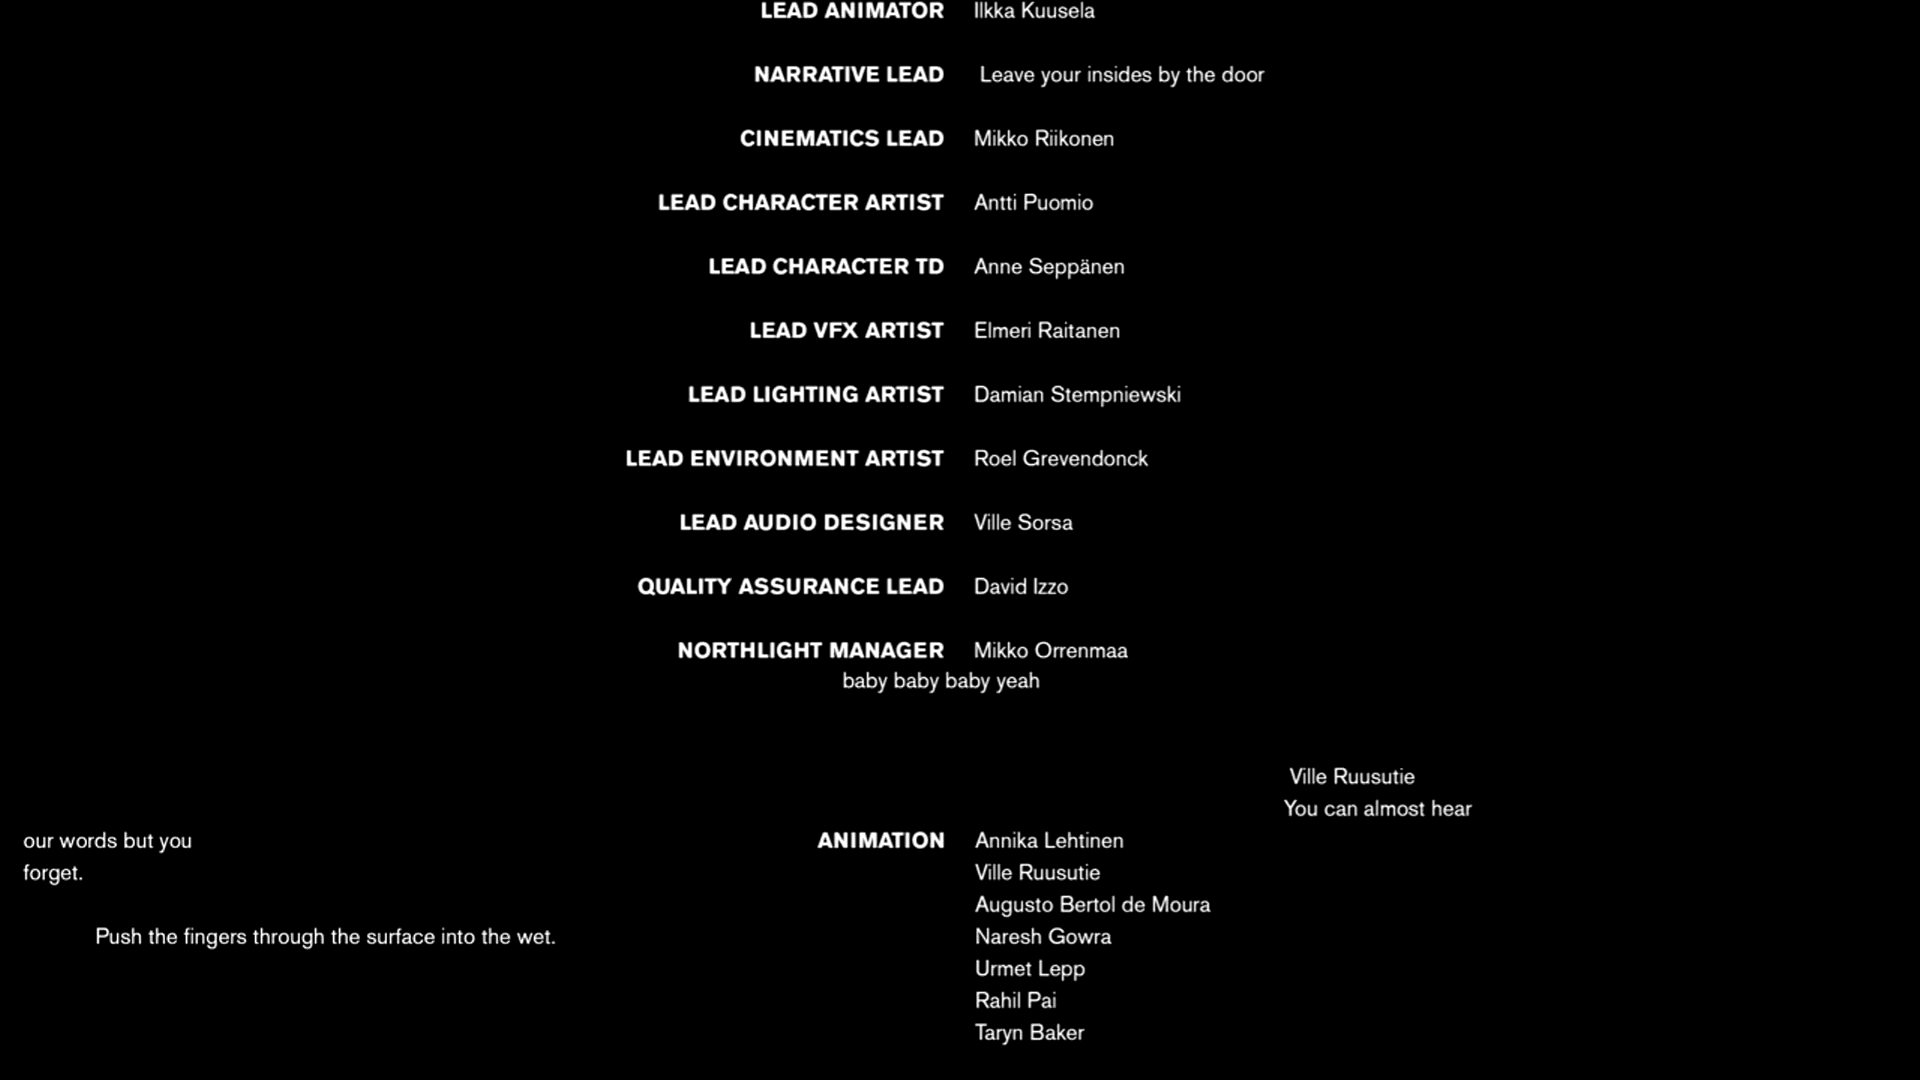 LEAD ANIMATOR Ilkka Kuusela
NARRATIVE LEAD Leave your insides by the door
CINEMATICS LEAD Mikko Riikonen
LEAD CHARACTER ARTIST Antti Puomio
LEAD CHARACTER TD Anne Seppänen
LEAD VFX ARTIST Elmeri Raitanen
LEAD LIGHTING ARTIST Damian Stempniewski
LEAD ENVIRONMENT ARTIST Roel Grevendonck
LEAD AUDIO DESIGNER Ville Sorsa
QUALITY ASSURANCE LEAD David Izzo
NORTHLIGHT MANAGER Mikko Orrenmaa
baby baby baby yeah
Ville Ruusutie
You can almost hear
our words but you
forget.
Push the fingers through the surface into the wet.
ANIMATION Annika Lehtinen
Ville Ruusutie
Augusto Bertol de Moura
Naresh Gowra
Urmet Lepp
Rahil Pai
Taryn Baker